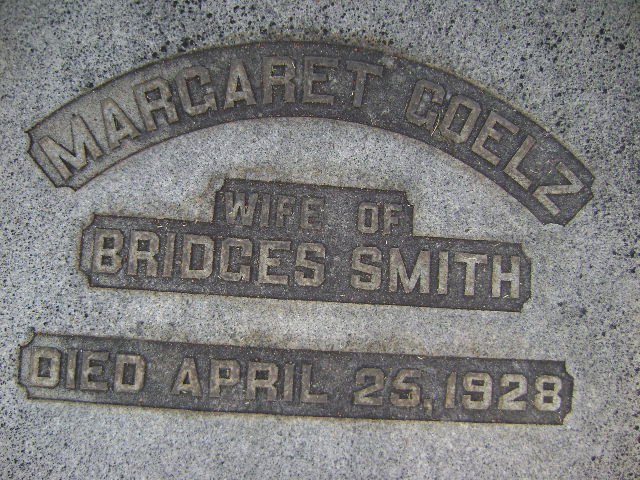 MARGARET GOELZ
WIFE OF
BRIDGES SMITH
DIED APRIL 25, 1928